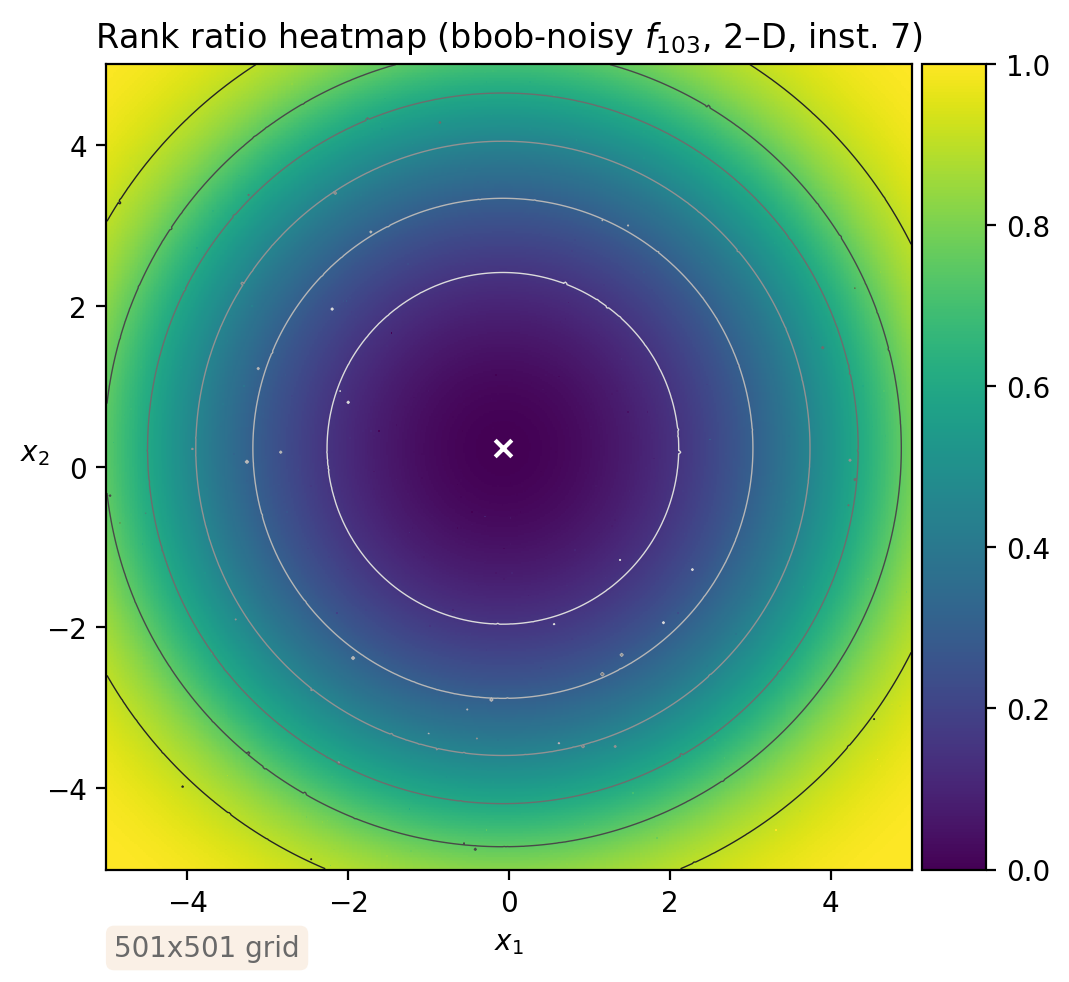 Rank ratio heatmap (bbob-noisy f103, 2–D, inst. 7)
1.0
4
0.8
2
0.6
x2
0
0.4
−2
0.2
−4
0.0
−4 −2 0 2 4
501x501 grid
x1